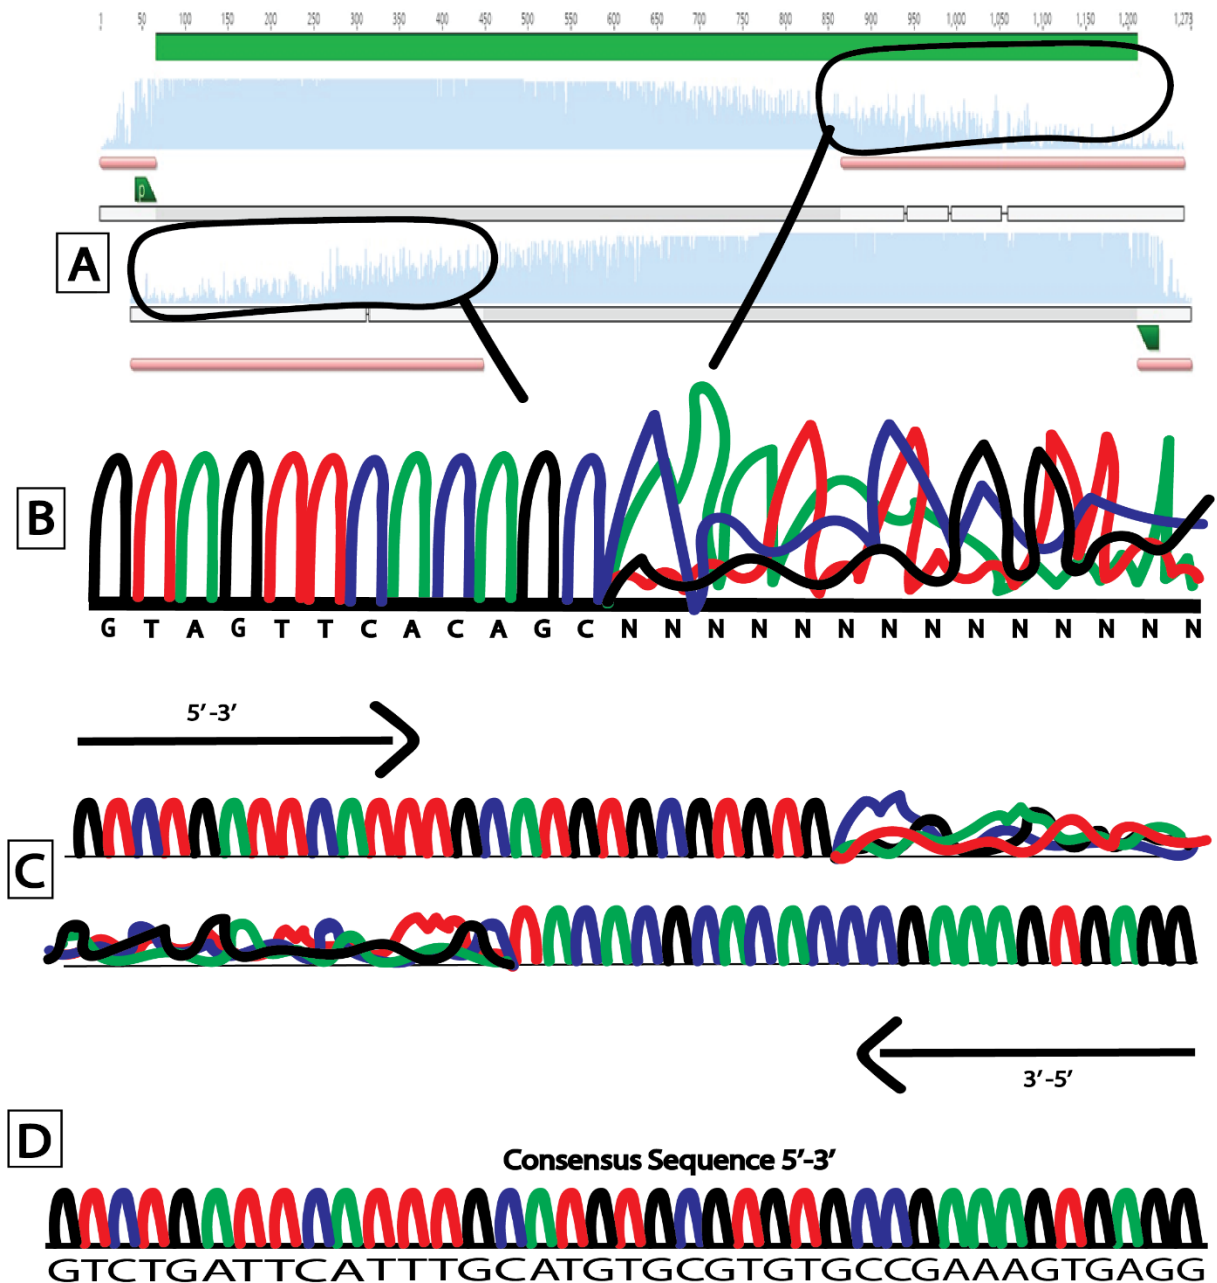 1 50 100 150 200 250 300 350 400 450 500 550 600 650 700 750 800 850 900 950 1,000 1,050 1,100 1,150 1,200 1,273
p
A
B
G T A G T T C A C A G C N N N N N N N N N N N N N N
5'-3'
C
3'-5'
D
Consensus Sequence 5'-3'
GTCTGATTCATTTGCATGTGCGTGTGCCGAAAGTGAGG